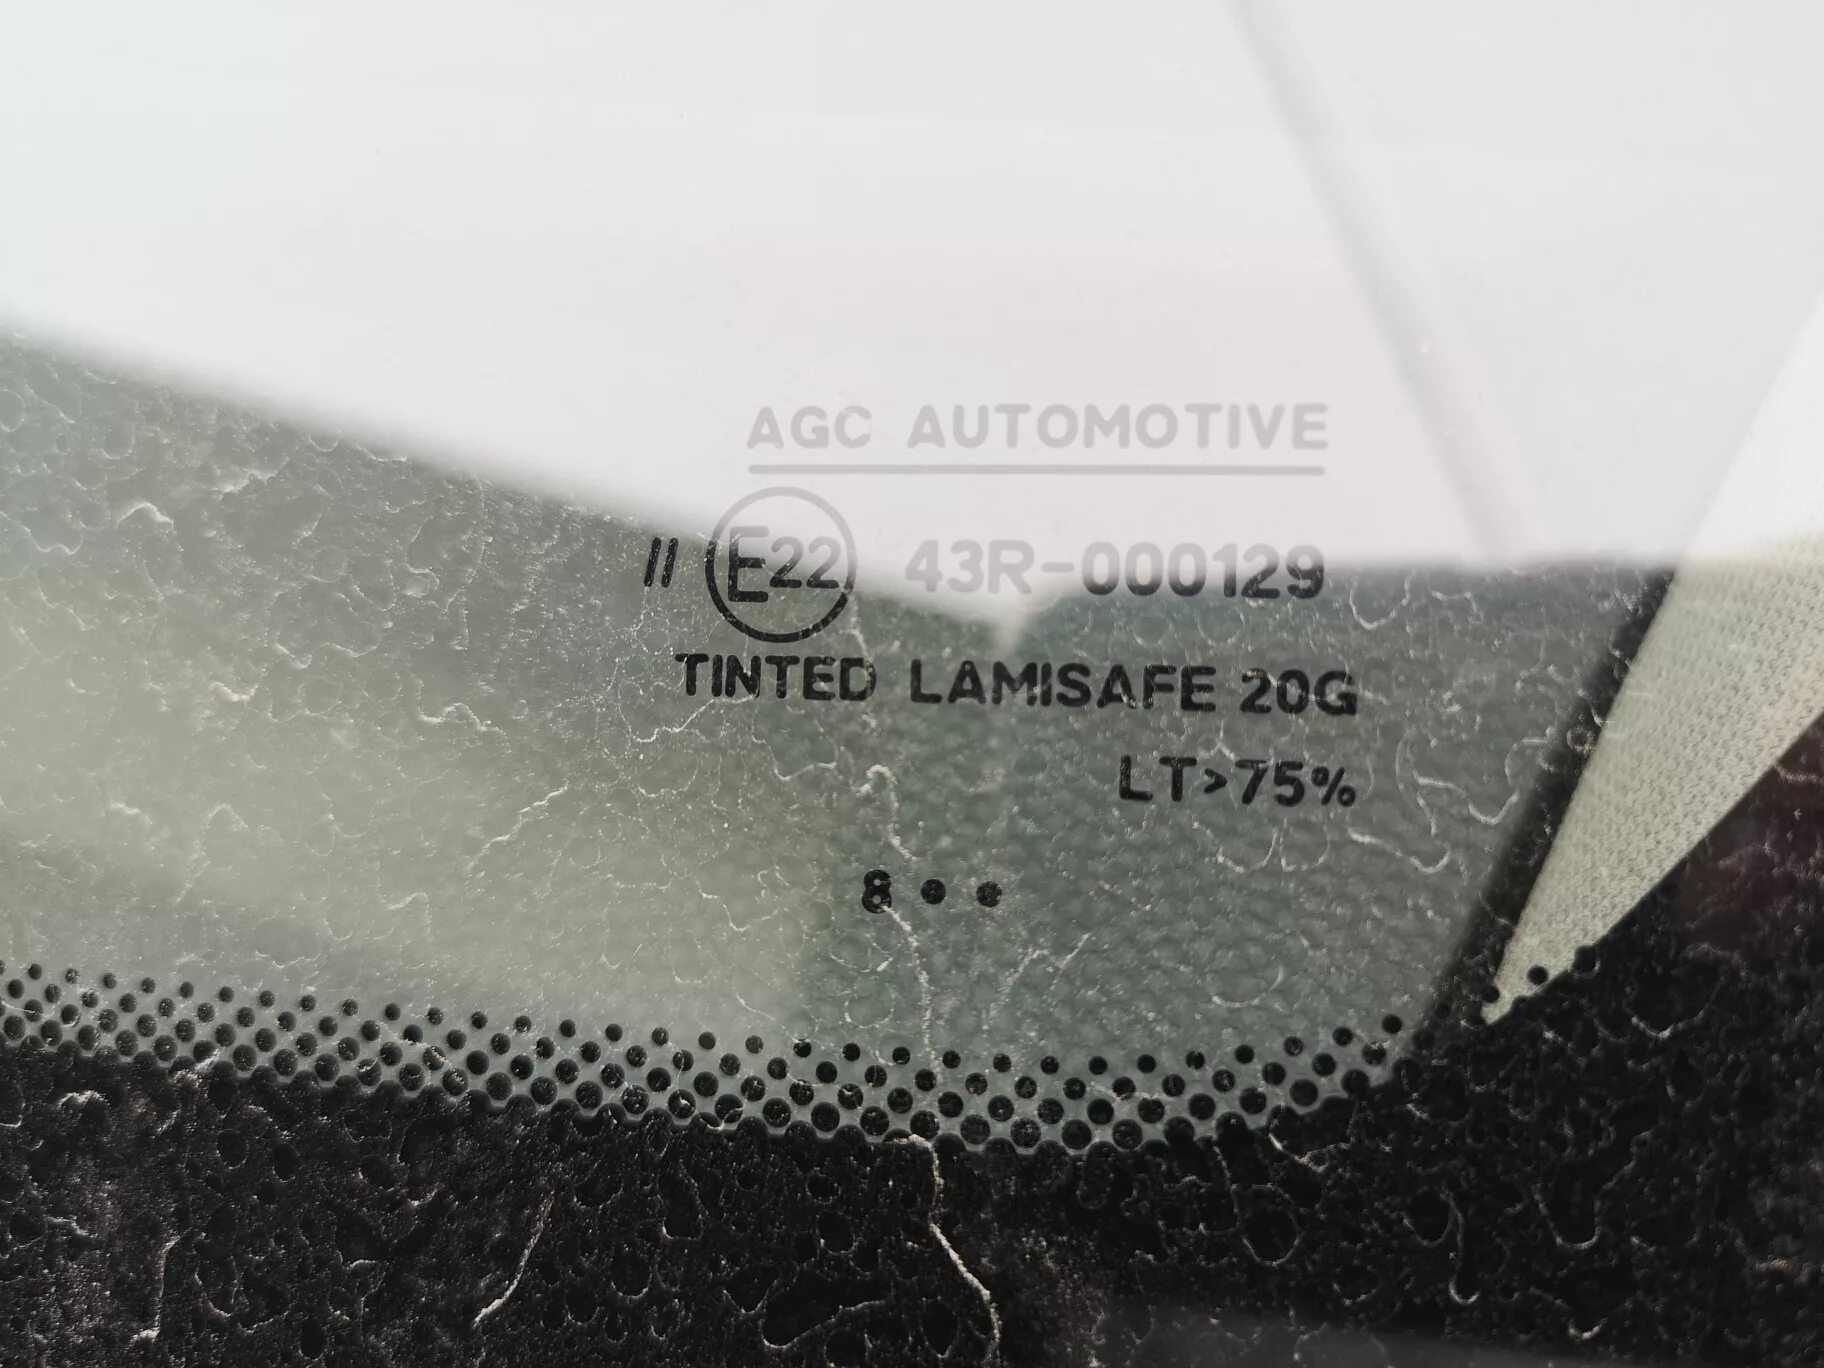 AGC AUTOMOTIVE
II E22 43R-000129
TINTED LAMISAFE 20G
LT>75%
8 • •